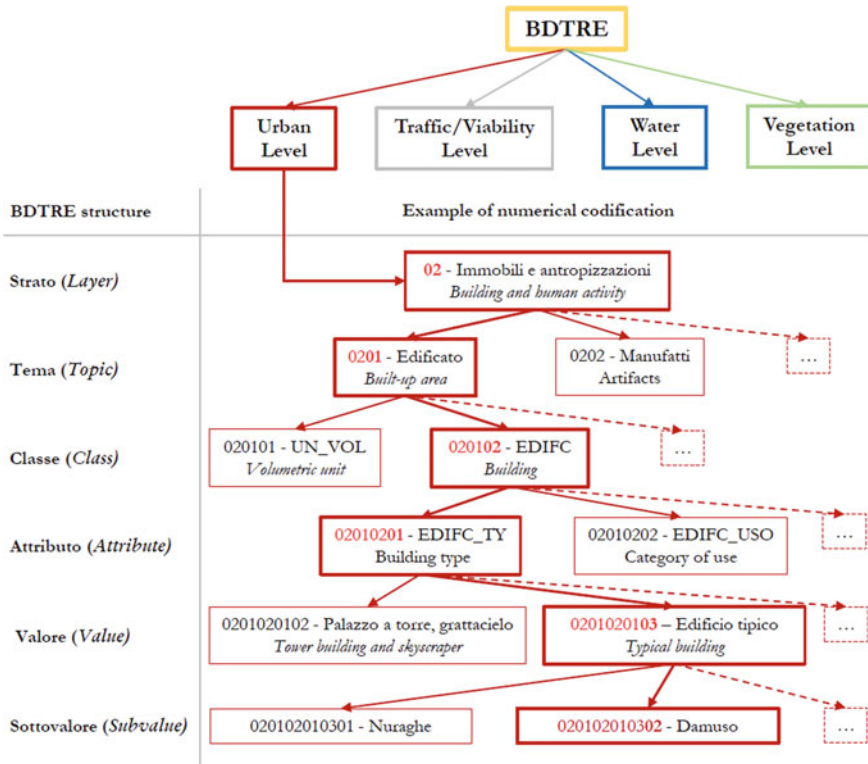 BDTRE
Urban
Level
Traffic/Viability
Level
Water
Level
Vegetation
Level
BDTRE structure
Example of numerical codification
Strato (Layer)
02 - Immobili e antropizzazioni
Building and human activity
Tema (Topic)
0201 - Edificato
Built-up area
0202 - Manufatti
Artifacts
...
Classe (Class)
020101 - UN_VOL
Volumetric unit
020102 - EDIFC
Building
...
Attributo (Attribute)
02010201 - EDIFC_TY
Building type
02010202 - EDIFC_USO
Category of use
...
Valore (Value)
0201020102 - Palazzo a torre, grattacielo
Tower building and skyscraper
0201020103 – Edificio tipico
Typical building
...
Sottovalore (Subvalue)
020102010301 - Nuraghe
020102010302 - Damuso
...